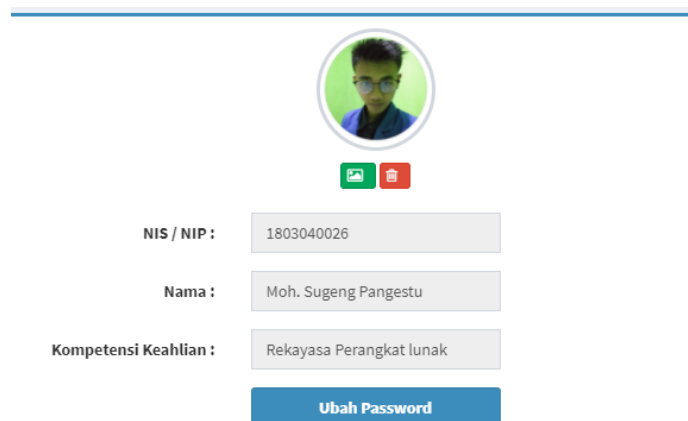 NIS / NIP : 1803040026
Nama : Moh. Sugeng Pangestu
Kompetensi Keahlian : Rekayasa Perangkat lunak
Ubah Password